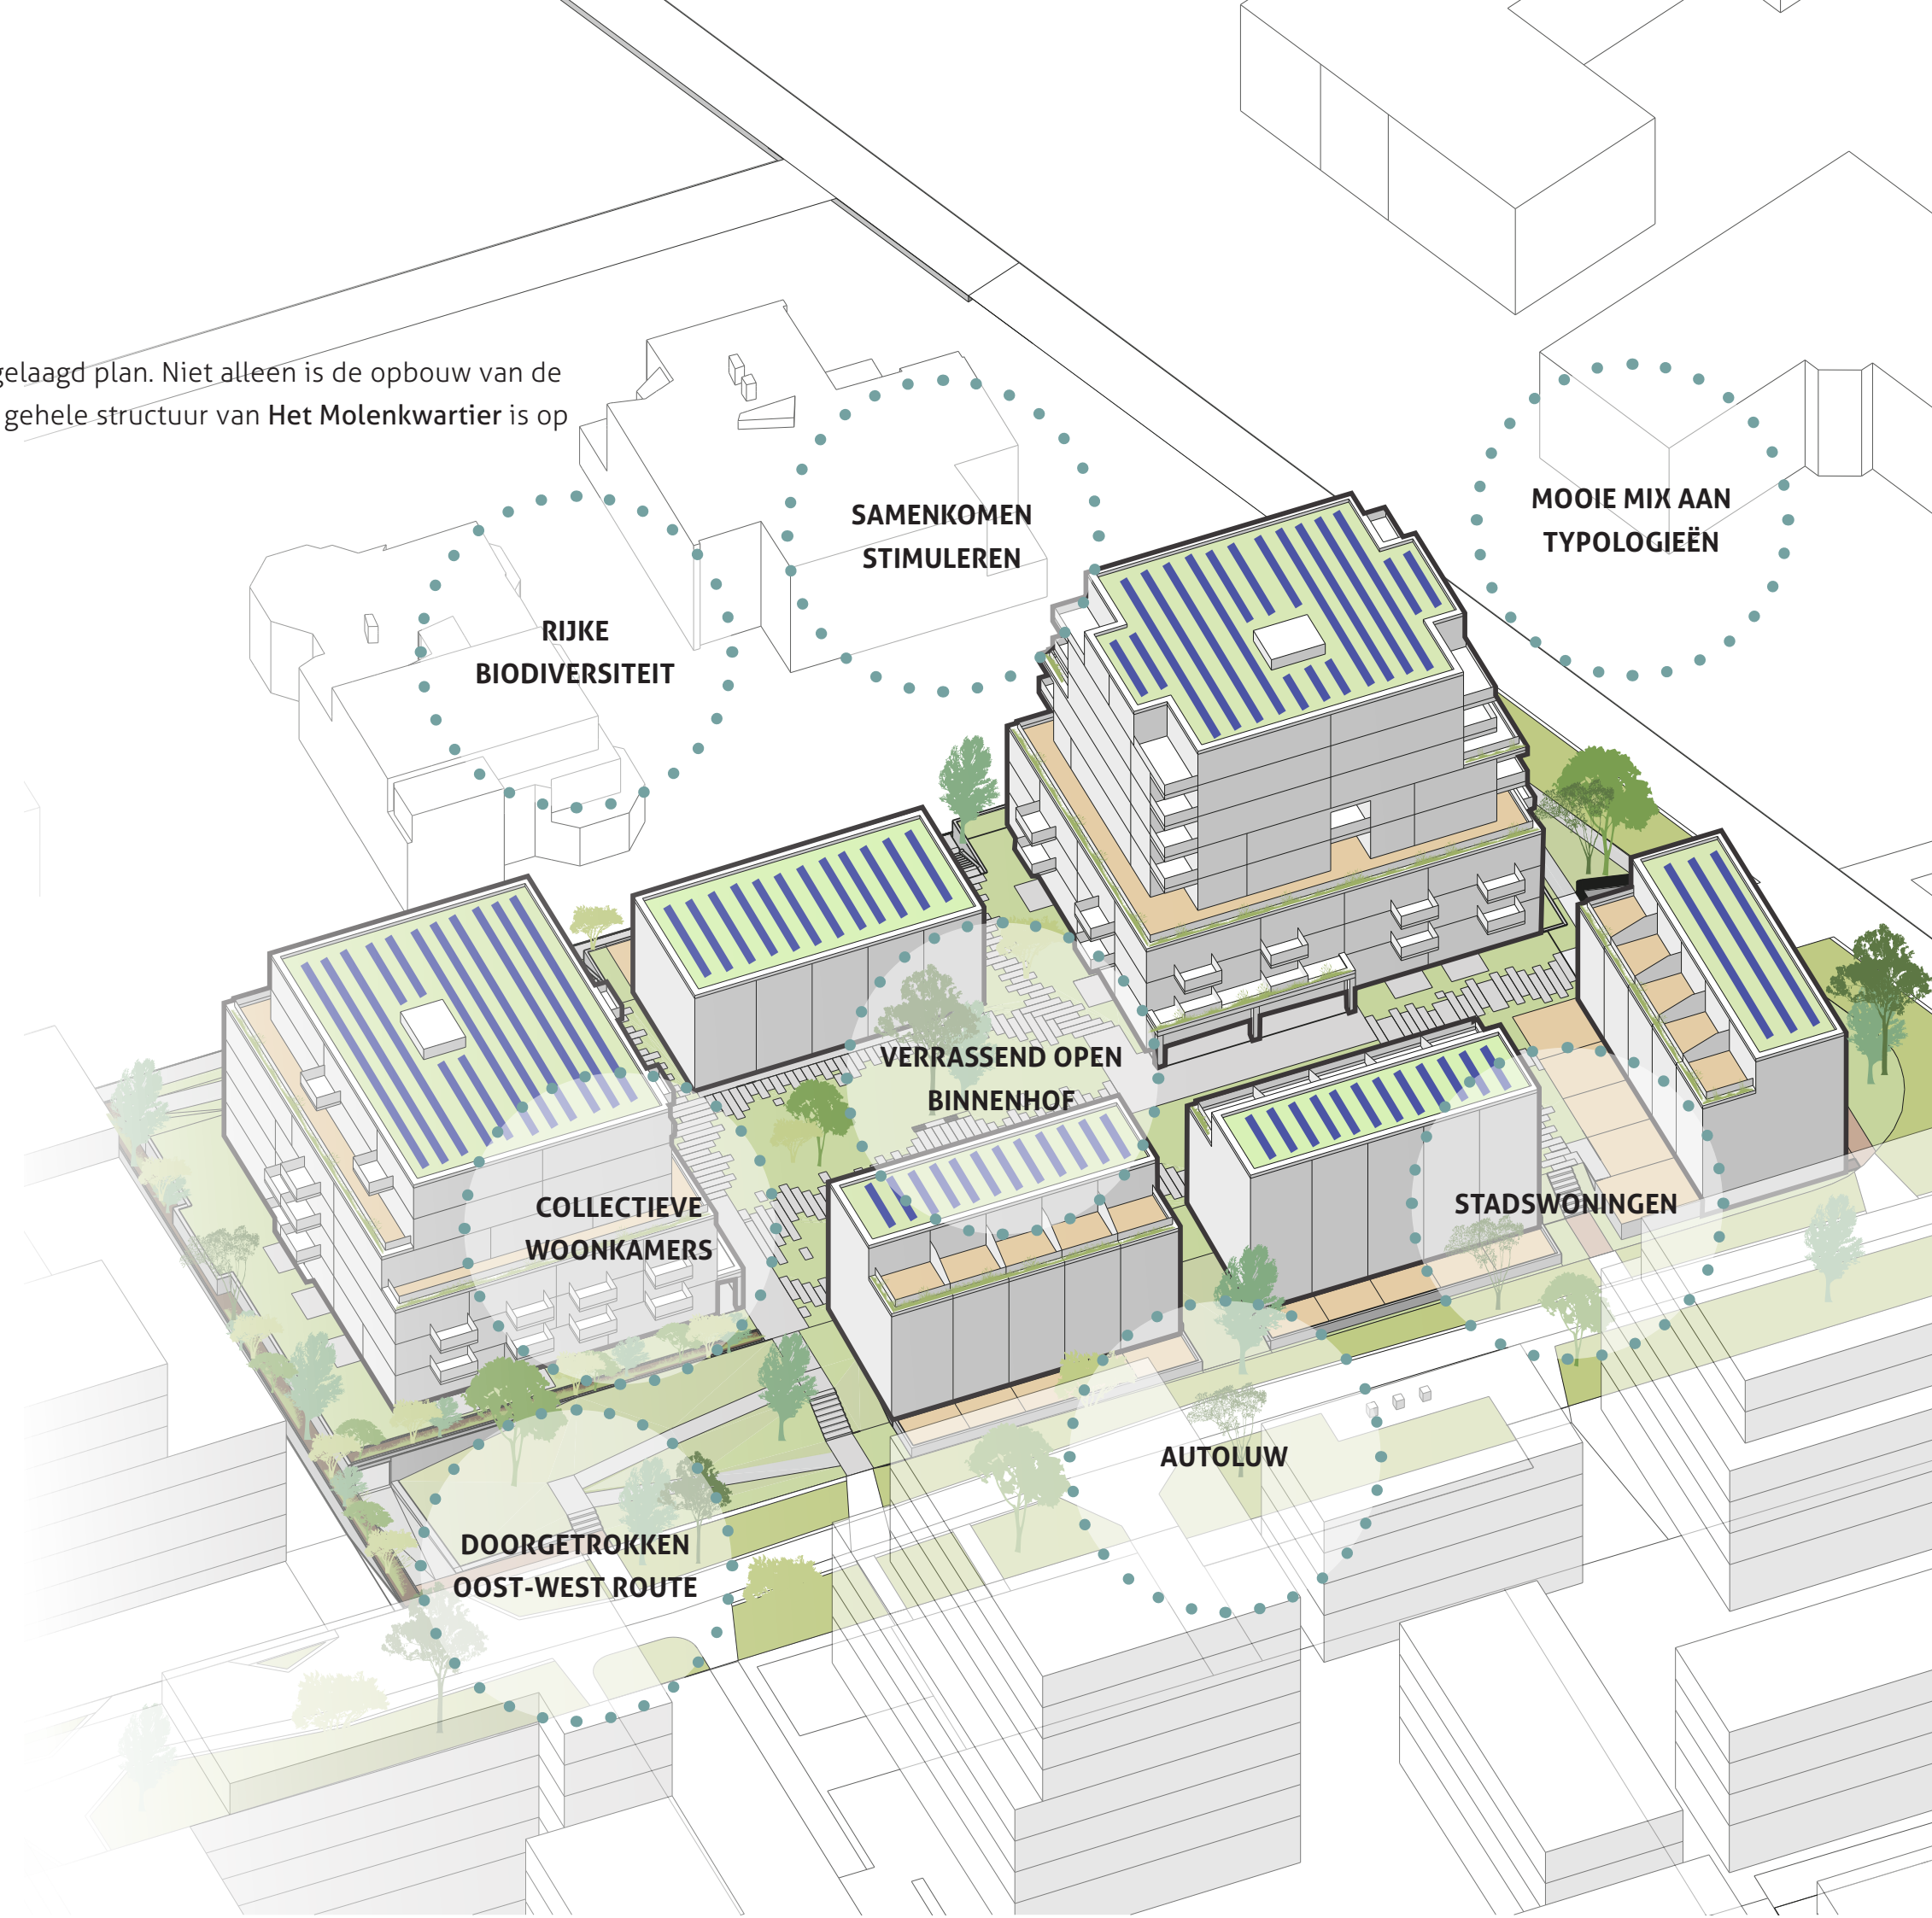 gelaagd plan. Niet alleen is de opbouw van de
gehele structuur van Het Molenkwartier is op
SAMENKOMEN
STIMULEREN
MOOIE MIX AAN
TYPOLOGIEËN
RIJKE
BIODIVERSITEIT
VERRASSEND OPEN
BINNENHOF
COLLECTIEVE
WOONKAMERS
STADSWONINGEN
AUTOLUW
DOORGETROKKEN
OOST-WEST ROUTE